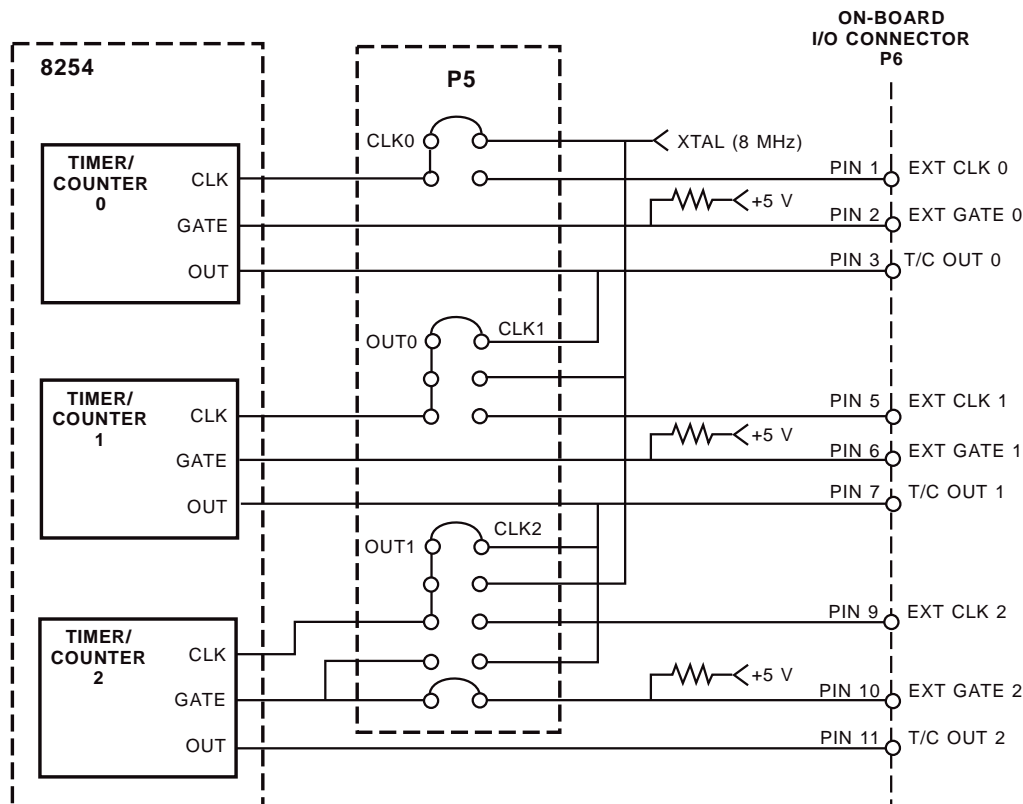 ON-BOARD
I/O CONNECTOR
P6
8254
P5
CLK0
XTAL (8 MHz)
TIMER/
COUNTER
0
CLK
GATE
OUT
PIN 1
EXT CLK 0
+5 V
PIN 2
EXT GATE 0
PIN 3
T/C OUT 0
OUT0
CLK1
TIMER/
COUNTER
1
CLK
GATE
OUT
PIN 5
EXT CLK 1
+5 V
PIN 6
EXT GATE 1
PIN 7
T/C OUT 1
OUT1
CLK2
TIMER/
COUNTER
2
CLK
GATE
OUT
PIN 9
EXT CLK 2
+5 V
PIN 10
EXT GATE 2
PIN 11
T/C OUT 2